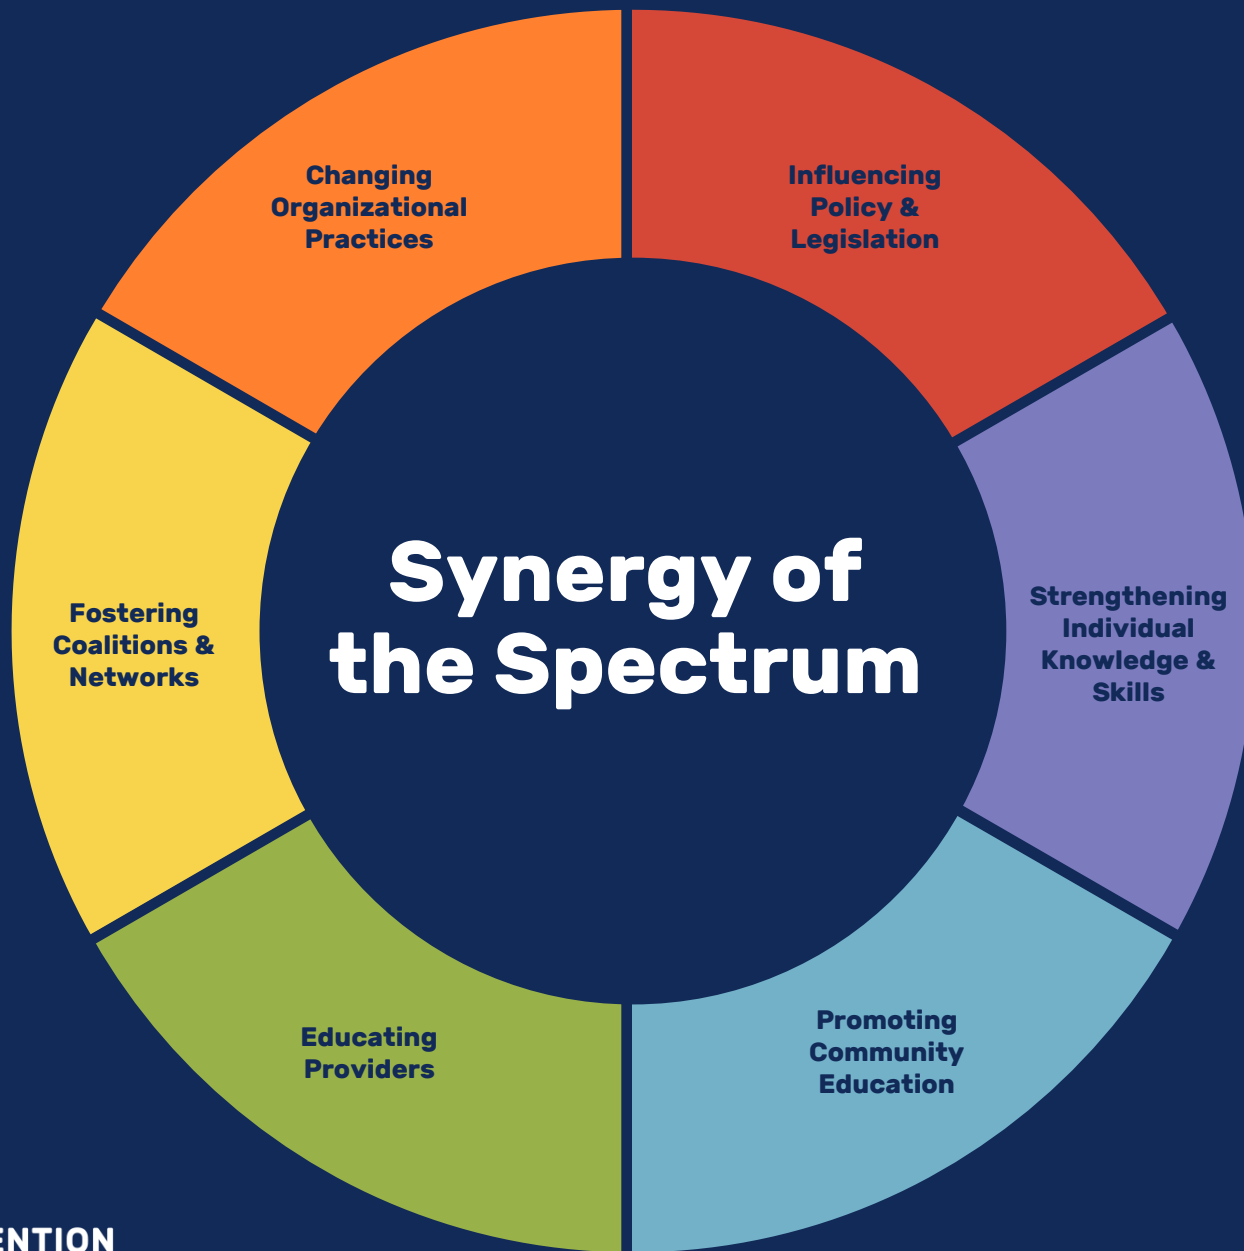 Changing
Organizational
Practices
Influencing
Policy &
Legislation
Synergy of
the Spectrum
Fostering
Coalitions &
Networks
Strengthening
Individual
Knowledge &
Skills
Educating
Providers
Promoting
Community
Education